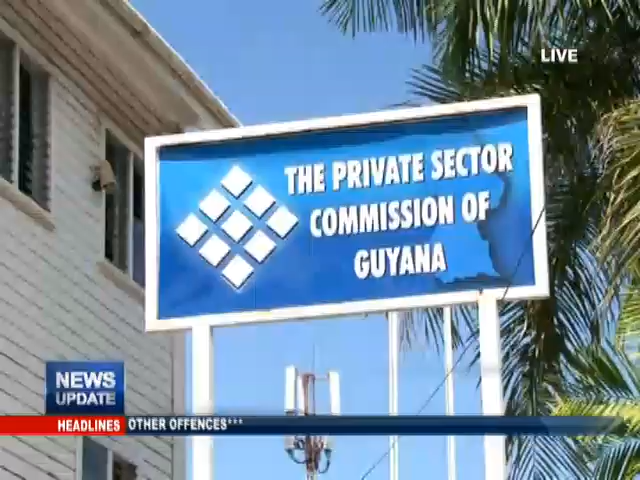 LIVE
THE PRIVATE SECTOR
COMMISSION OF
GUYANA
NEWS
UPDATE
HEADLINES OTHER OFFENCES***